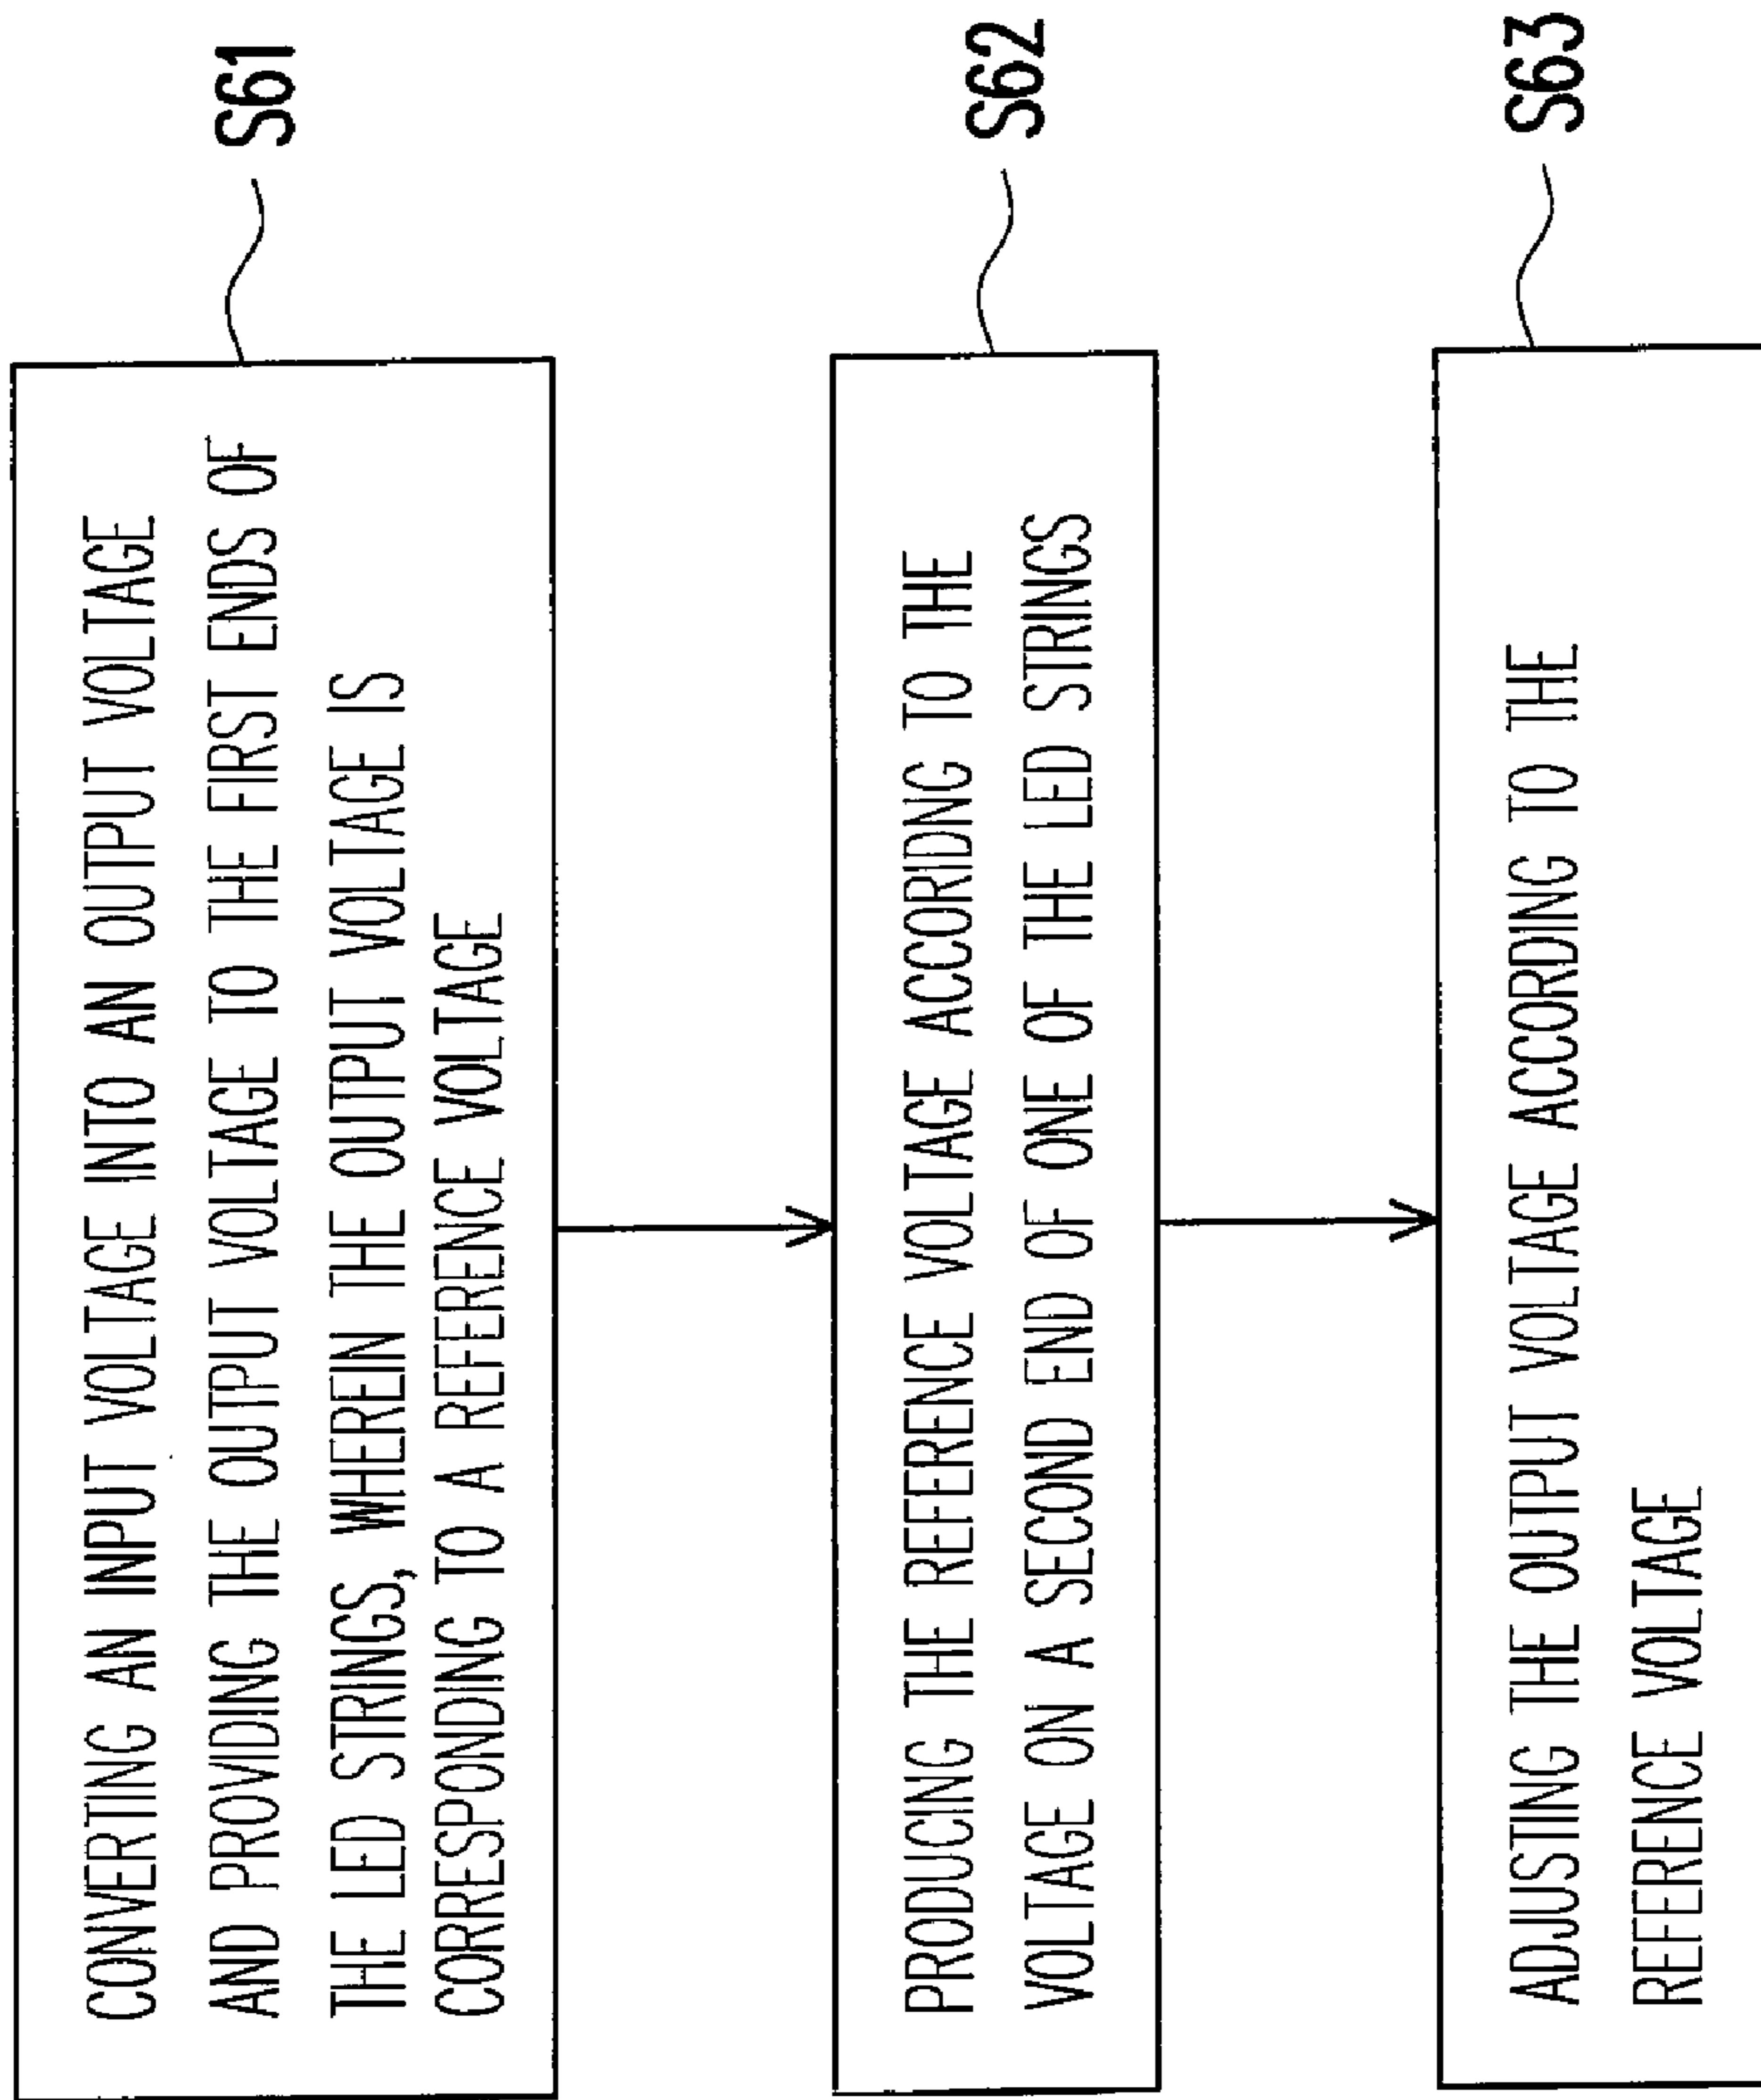 CONVERTING AN INPUT VOLTAGE INTO AN OUTPUT VOLTAGE
AND PROVIDING THE OUTPUT VOLTAGE TO THE FIRST ENDS OF
THE LED STRINGS, WHEREIN THE OUTPUT VOLTAGE IS
CORRESPONDING TO A REFERENCE VOLTAGE
S61
PRODUCING THE REFERENCE VOLTAGE ACCORIDNG TO THE
VOLTAGE ON A SECOND END OF ONE OF THE LED STRINGS
S62
ADJUSTING THE OUTPUT VOLTAGE ACCORDING TO THE
REFERENCE VOLTAGE
S63